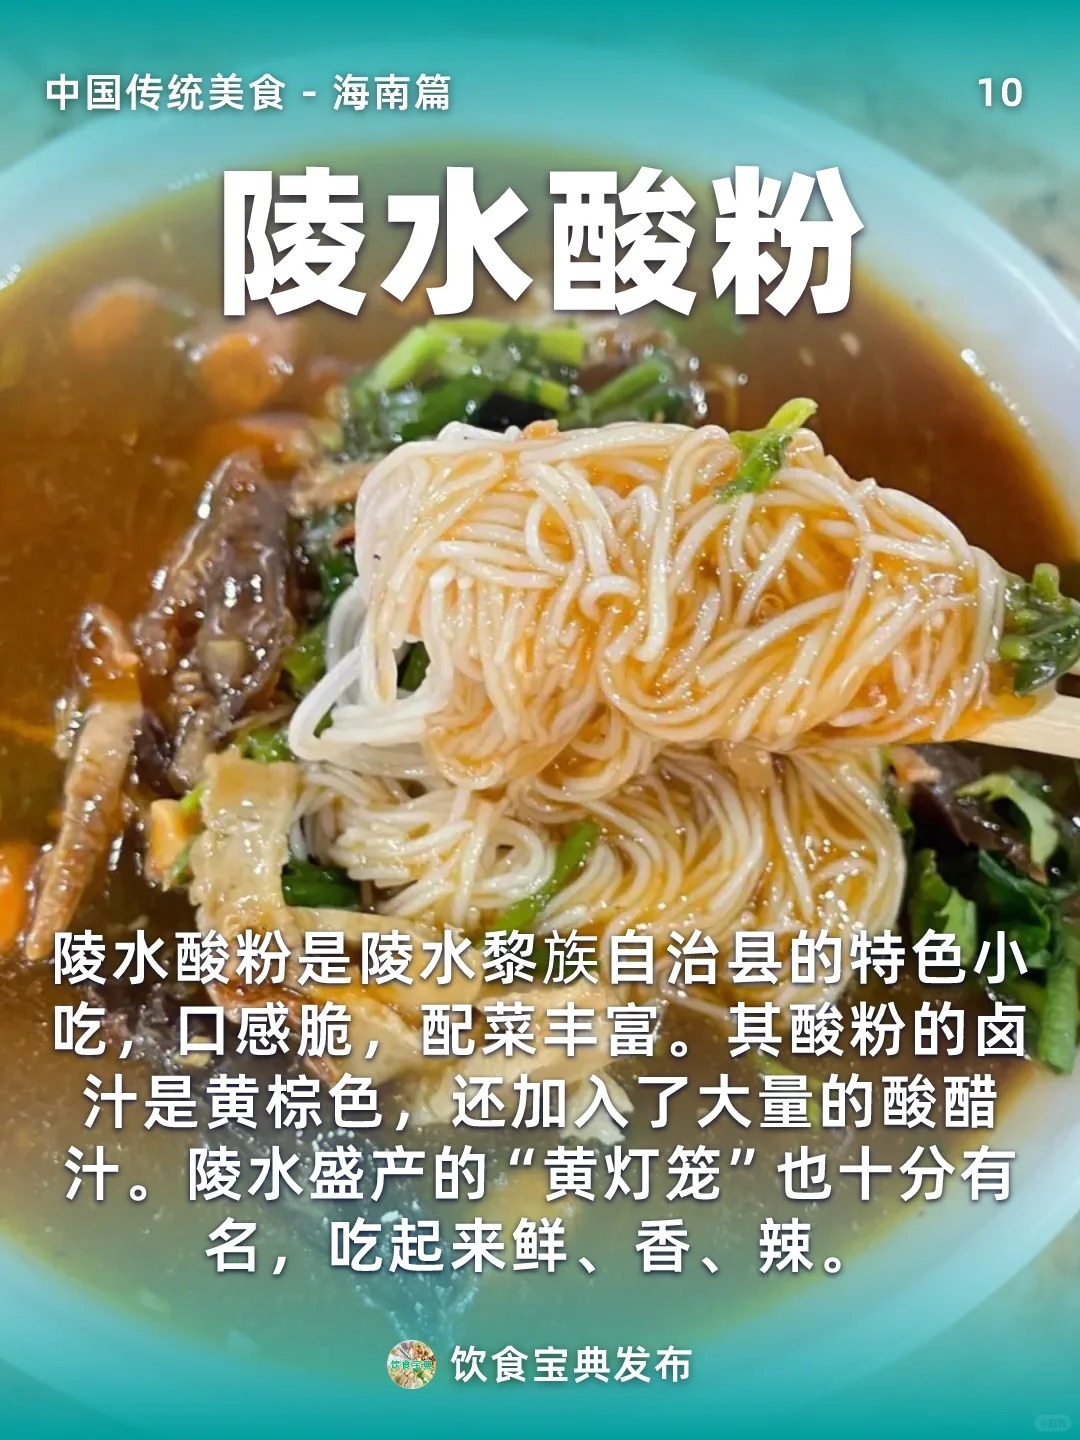 中国传统美食 - 海南篇
10
陵水酸粉
陵水酸粉是陵水黎族自治县的特色小
吃，口感脆，配菜丰富。其酸粉的卤
汁是黄棕色，还加入了大量的酸醋
汁。陵水盛产的“黄灯笼”也十分有
名，吃起来鲜、香、辣。
饮食宝典
饮食宝典发布